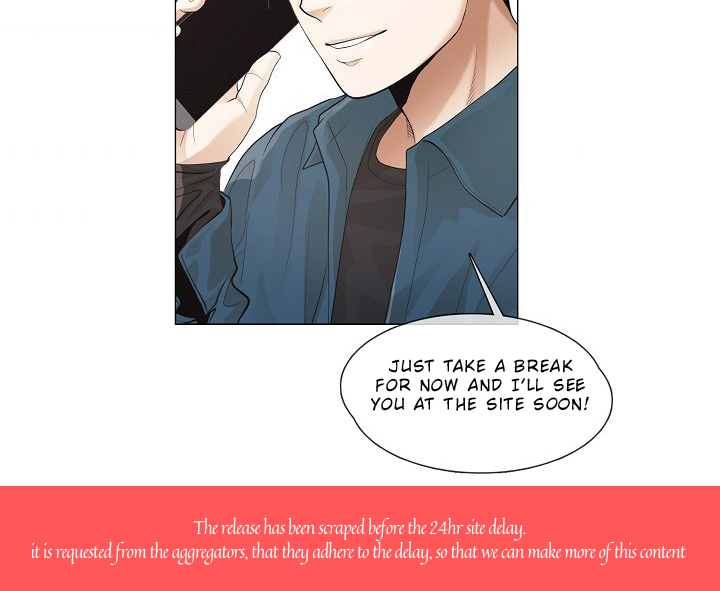 JUST TAKE A BREAK
FOR NOW AND I'LL SEE
YOU AT THE SITE SOON!
The release has been scraped before the 24hr site delay.
it is requested from the aggregators, that they adhere to the delay, so that we can make more of this content